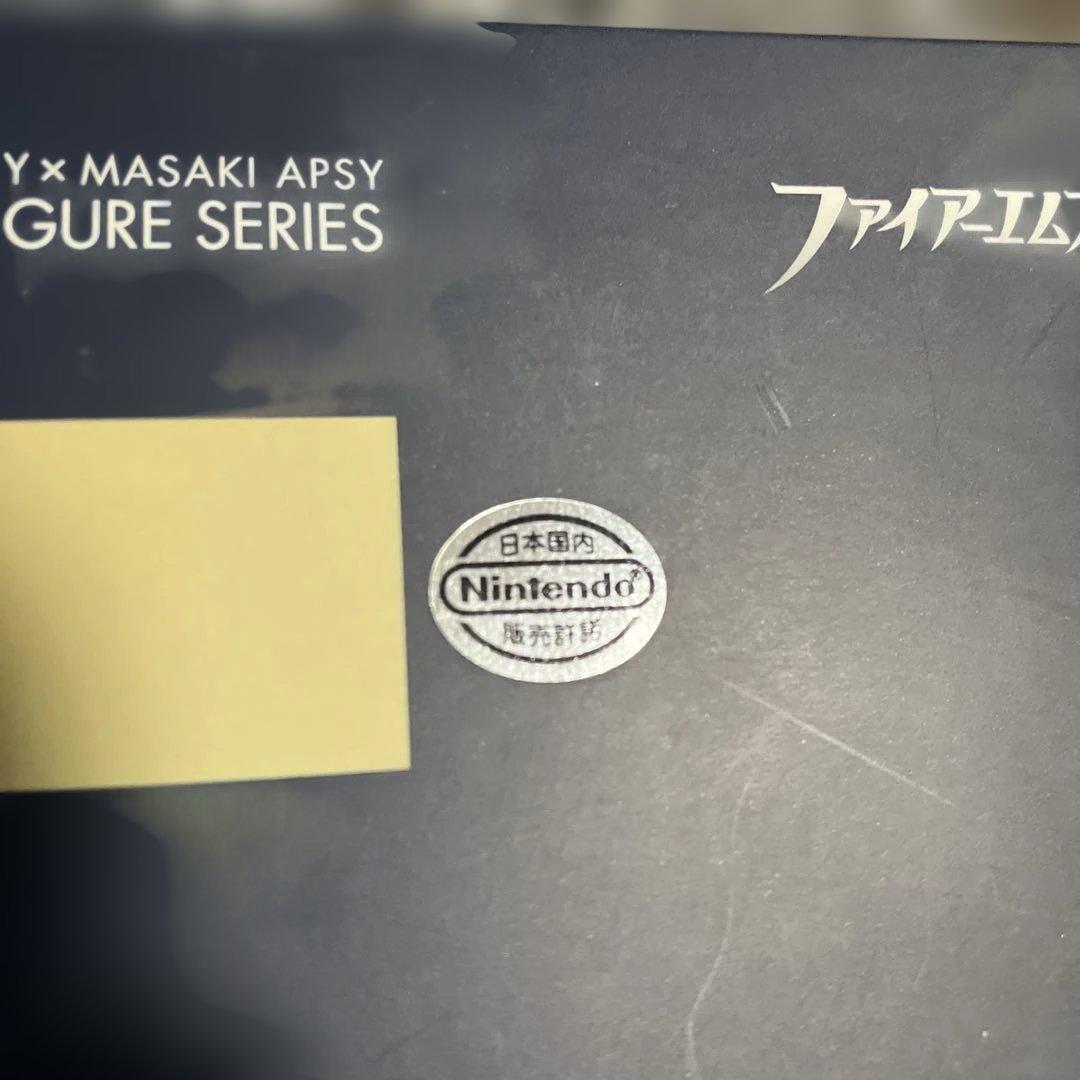 Y × MASAKI APSY
GURE SERIES
ファイアーエム
日本国内
Nintendo®
販売許諾